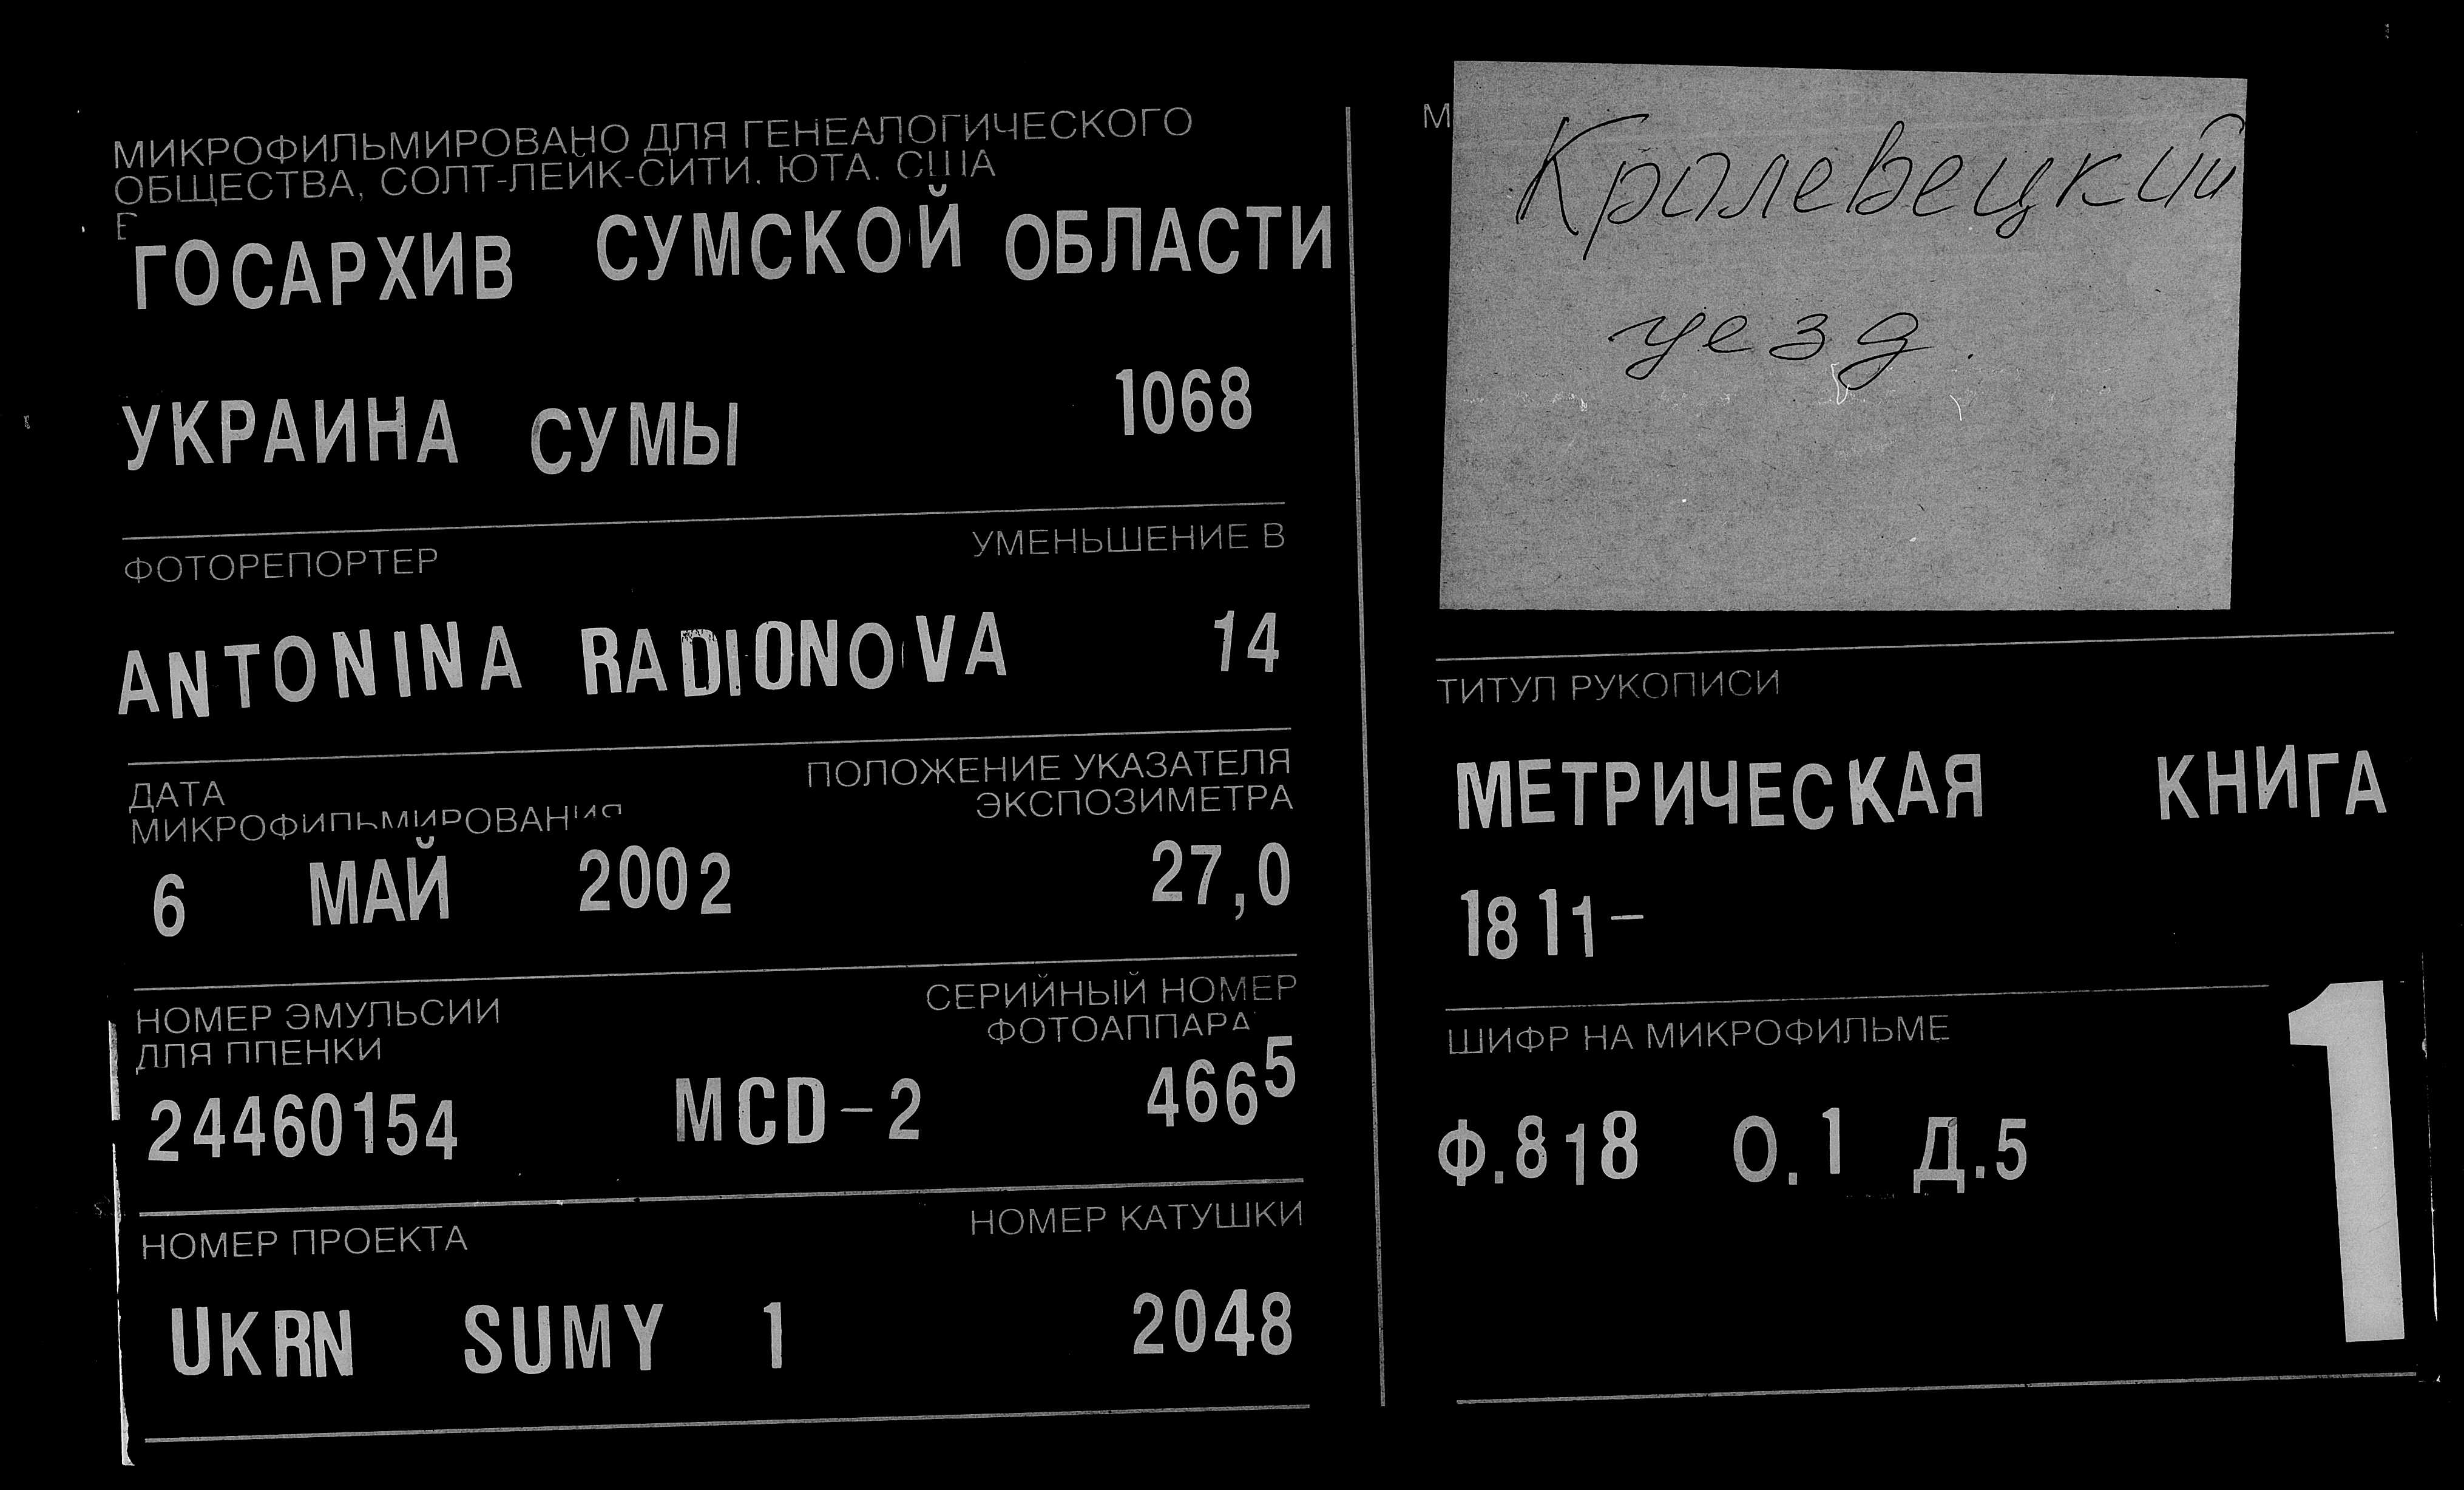 МИКРОФИЛЬМИРОВАНО ДЛЯ ГЕНЕАЛОГИЧЕСКОГО
ОБЩЕСТВА, СОЛТ-ЛЕЙК-СИТИ. ЮТА. США
ГОСАРХИВ СУМСКОЙ ОБЛАСТИ
УКРАИНА СУМЫ 1068
ФОТОРЕПОРТЕР УМЕНЬШЕНИЕ В
ANTONINA RADIONOVA 14
ДАТА ПОЛОЖЕНИЕ УКАЗАТЕЛЯ
МИКРОФИЛЬМИРОВАНИЯ ЭКСПОЗИМЕТРА
6 МАЙ 2002 27,0
НОМЕР ЭМУЛЬСИИ СЕРИЙНЫЙ НОМЕР
ДЛЯ ПЛЕНКИ ФОТОАППАРА
24460154 MCD-2 4665
НОМЕР ПРОЕКТА НОМЕР КАТУШКИ
UKRN SUMY 1 2048
М
Кролевецкий
уезд.
ТИТУЛ РУКОПИСИ
МЕТРИЧЕСКАЯ КНИГА
1811-
ШИФР НА МИКРОФИЛЬМЕ
Ф.818 О.1 Д.5
1